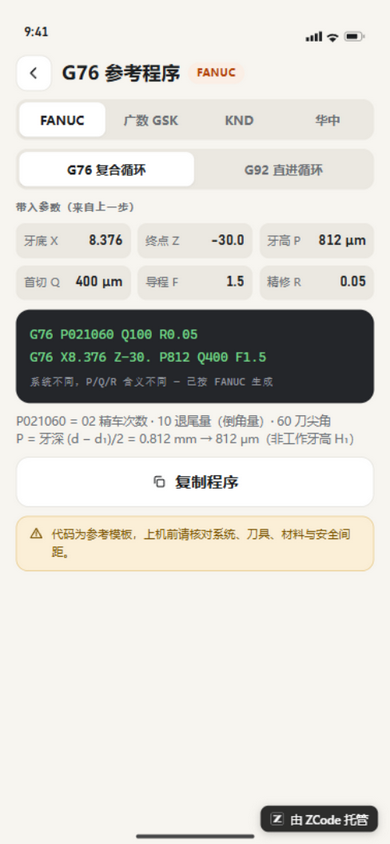 9:41
G76 参考程序 FANUC
FANUC 广数 GSK KND 华中
G76 复合循环 G92 直进循环
带入参数（来自上一步）
牙底 X 8.376 终点 Z -30.0 牙高 P 812 μm
首切 Q 400 μm 导程 F 1.5 精修 R 0.05
G76 P021060 Q100 R0.05
G76 X8.376 Z-30. P812 Q400 F1.5
系统不同，P/Q/R 含义不同 — 已按 FANUC 生成
P021060 = 02 精车次数 · 10 退尾量（倒角量）· 60 刀尖角
P = 牙深 (d − d₁)/2 = 0.812 mm → 812 μm（非工作牙高 H₁）
复制程序
代码为参考模板，上机前请核对系统、刀具、材料与安全间
距。
Z 由 ZCode 托管